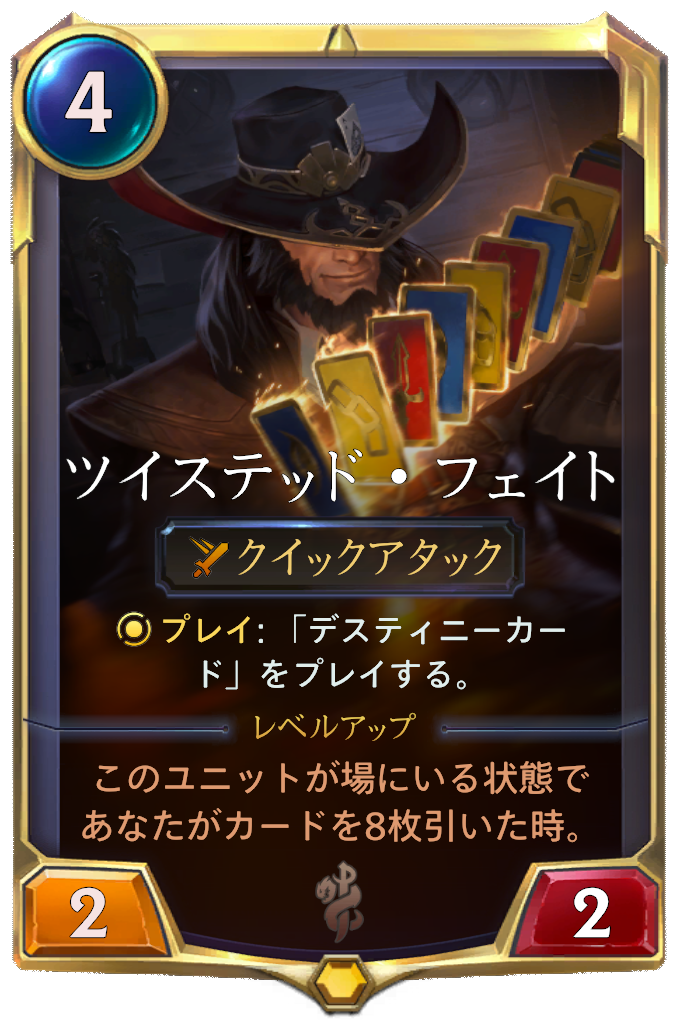 4
ツイステッド・フェイト
クイックアタック
プレイ: 「デスティニーカー
ド」をプレイする。
レベルアップ
このユニットが場にいる状態で
あなたがカードを8枚引いた時。
2
2